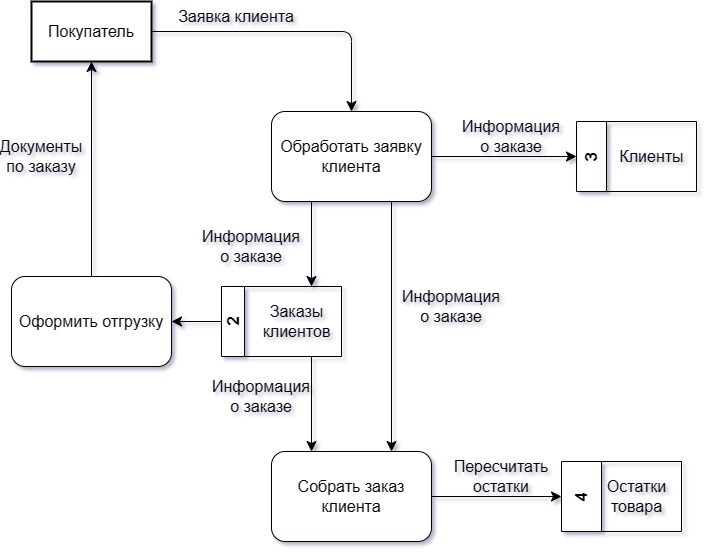 Покупатель
Заявка клиента
Обработать заявку
клиента
Информация
о заказе
3
Клиенты
Документы
по заказу
Информация
о заказе
Информация
о заказе
Оформить отгрузку
2
Заказы
клиентов
Информация
о заказе
Собрать заказ
клиента
Пересчитать
остатки
4
Остатки
товара